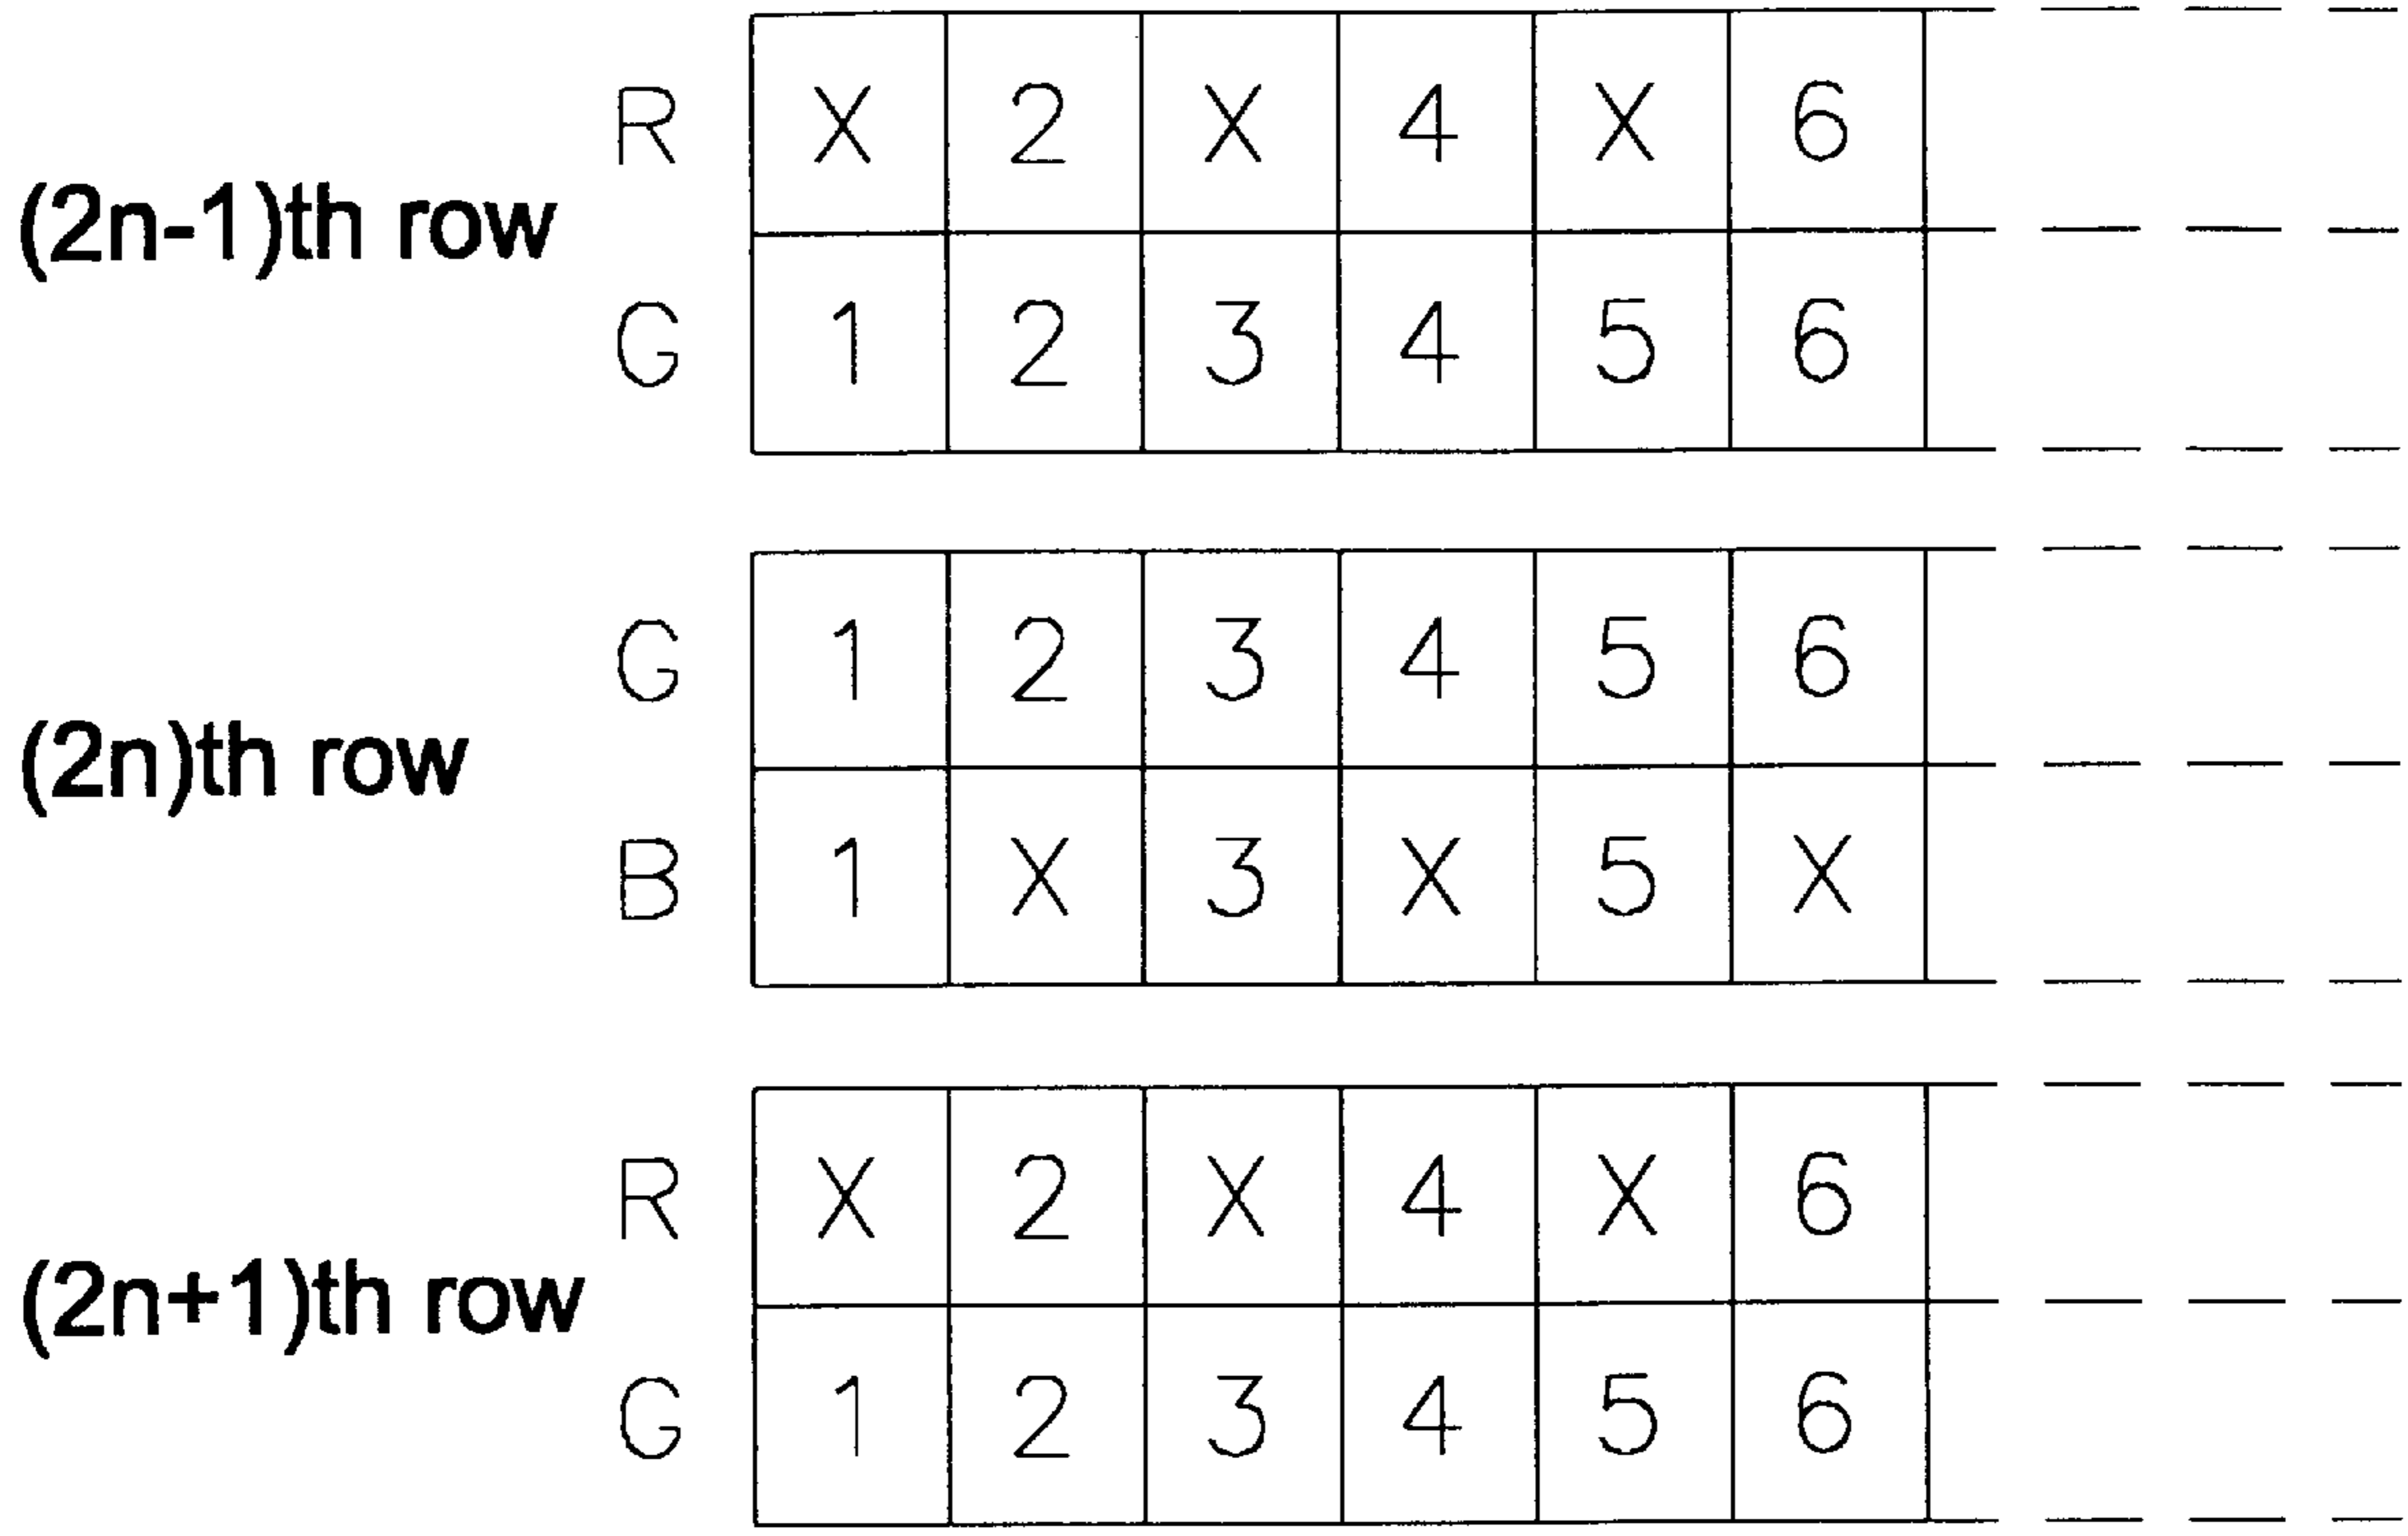 R X 2 X 4 X 6
(2n-1)th row
G 1 2 3 4 5 6
G 1 2 3 4 5 6
(2n)th row
B 1 X 3 X 5 X
R X 2 X 4 X 6
(2n+1)th row
G 1 2 3 4 5 6